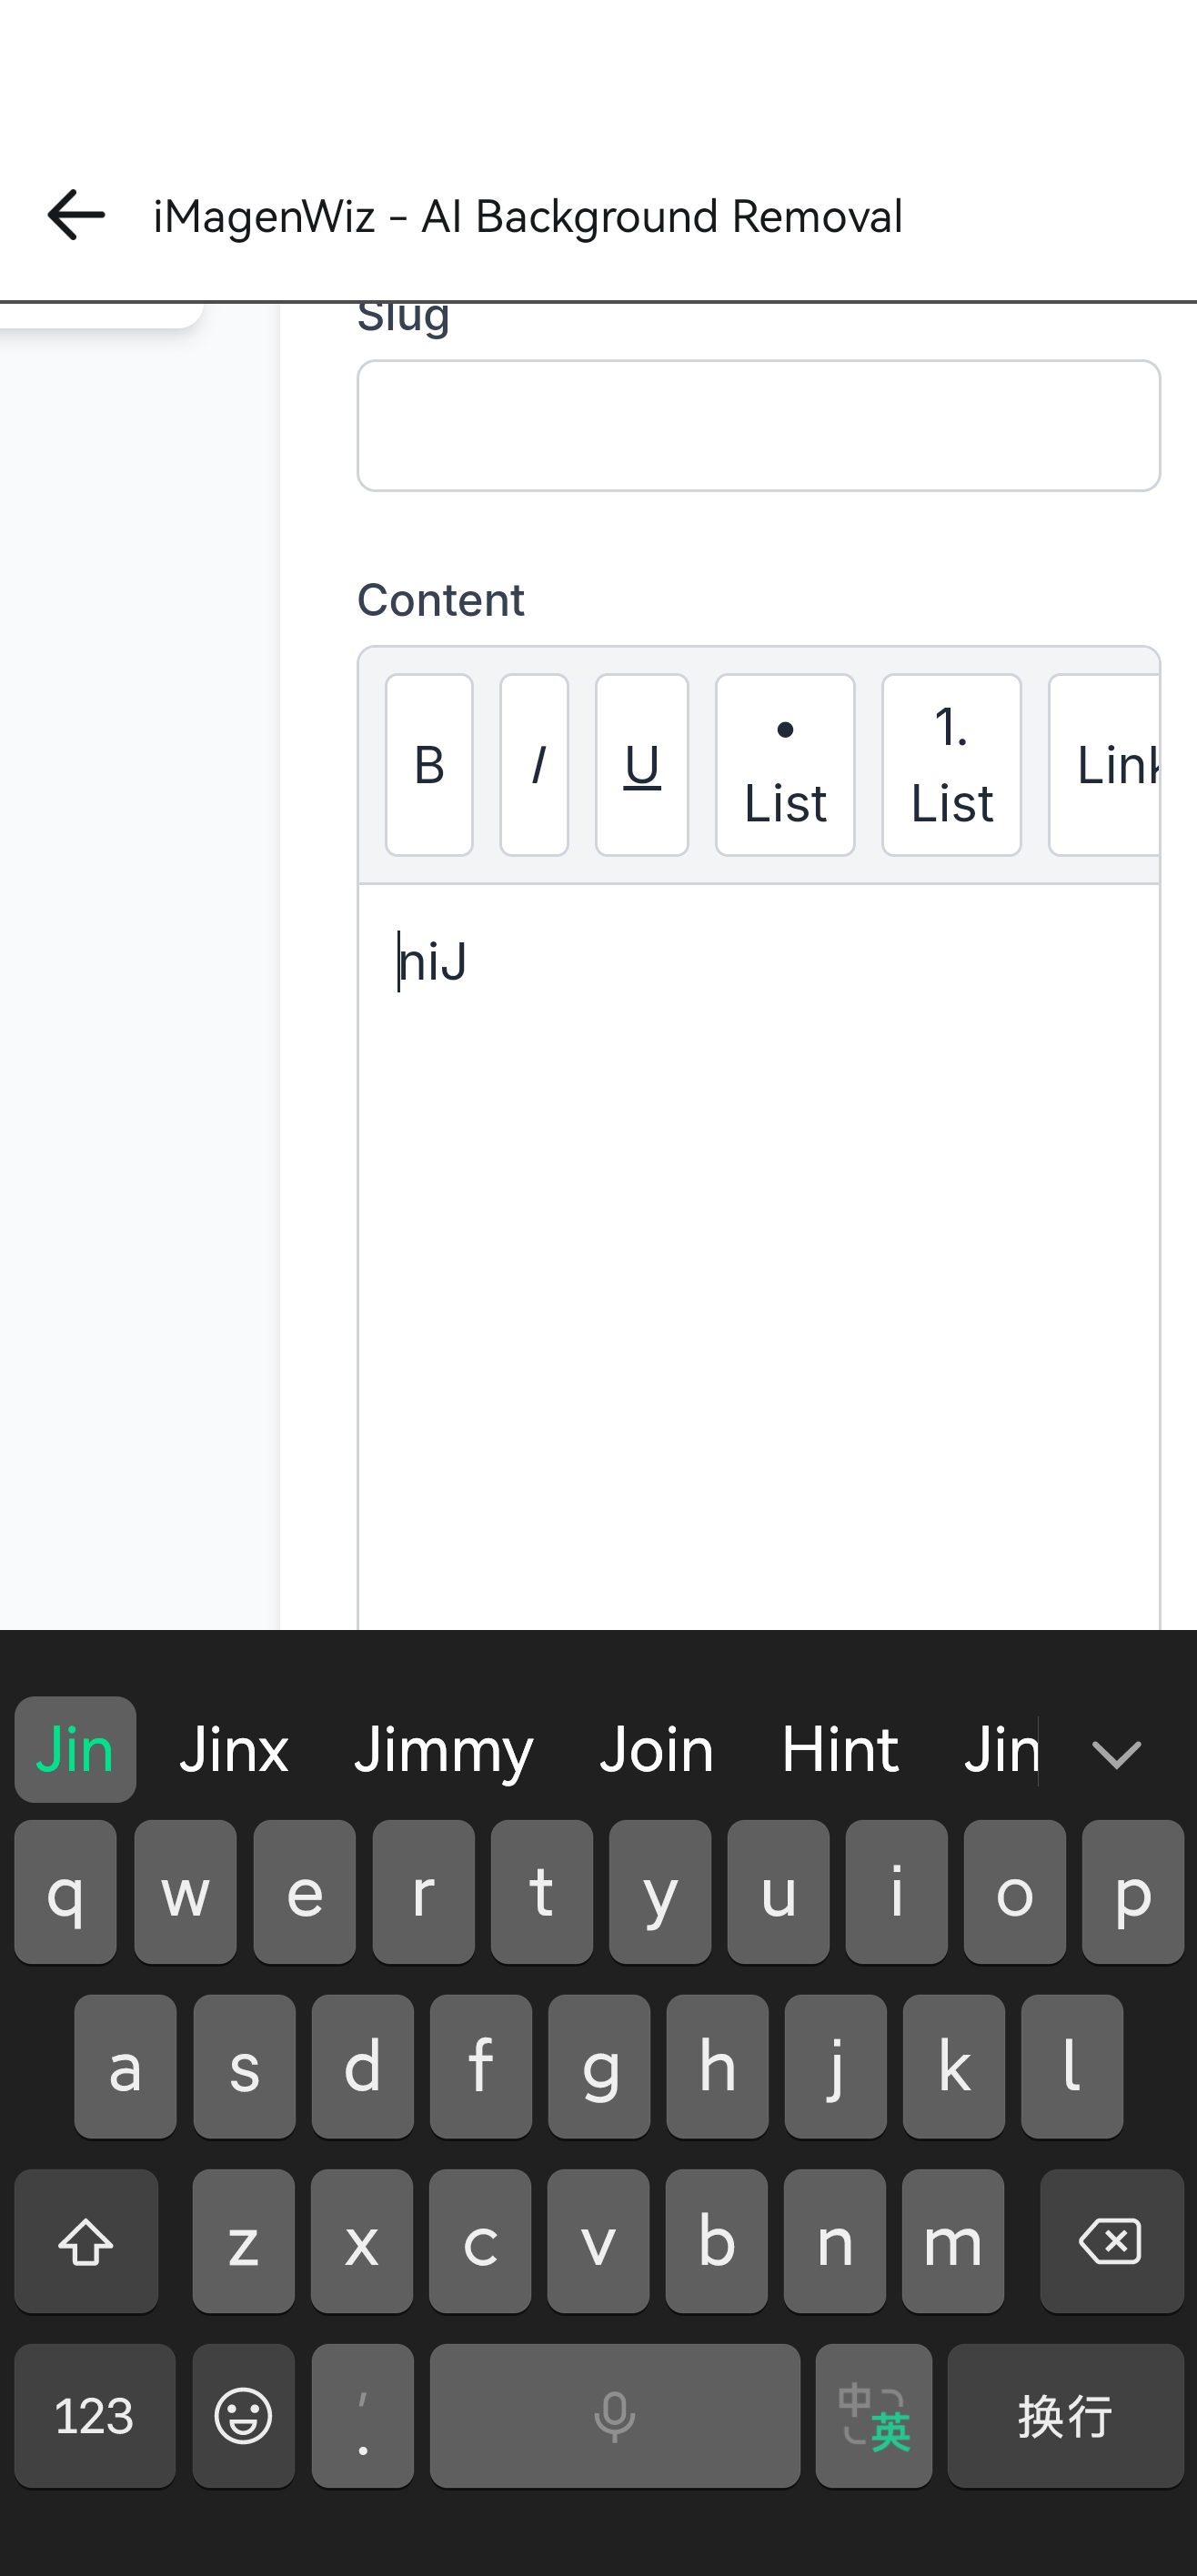 iMagenWiz - AI Background Removal
Slug
Content
B I U • List 1. List Link
niJ
Jin Jinx Jimmy Join Hint Jin
q w e r t y u i o p
a s d f g h j k l
z x c v b n m
123 , . 中 英 换行